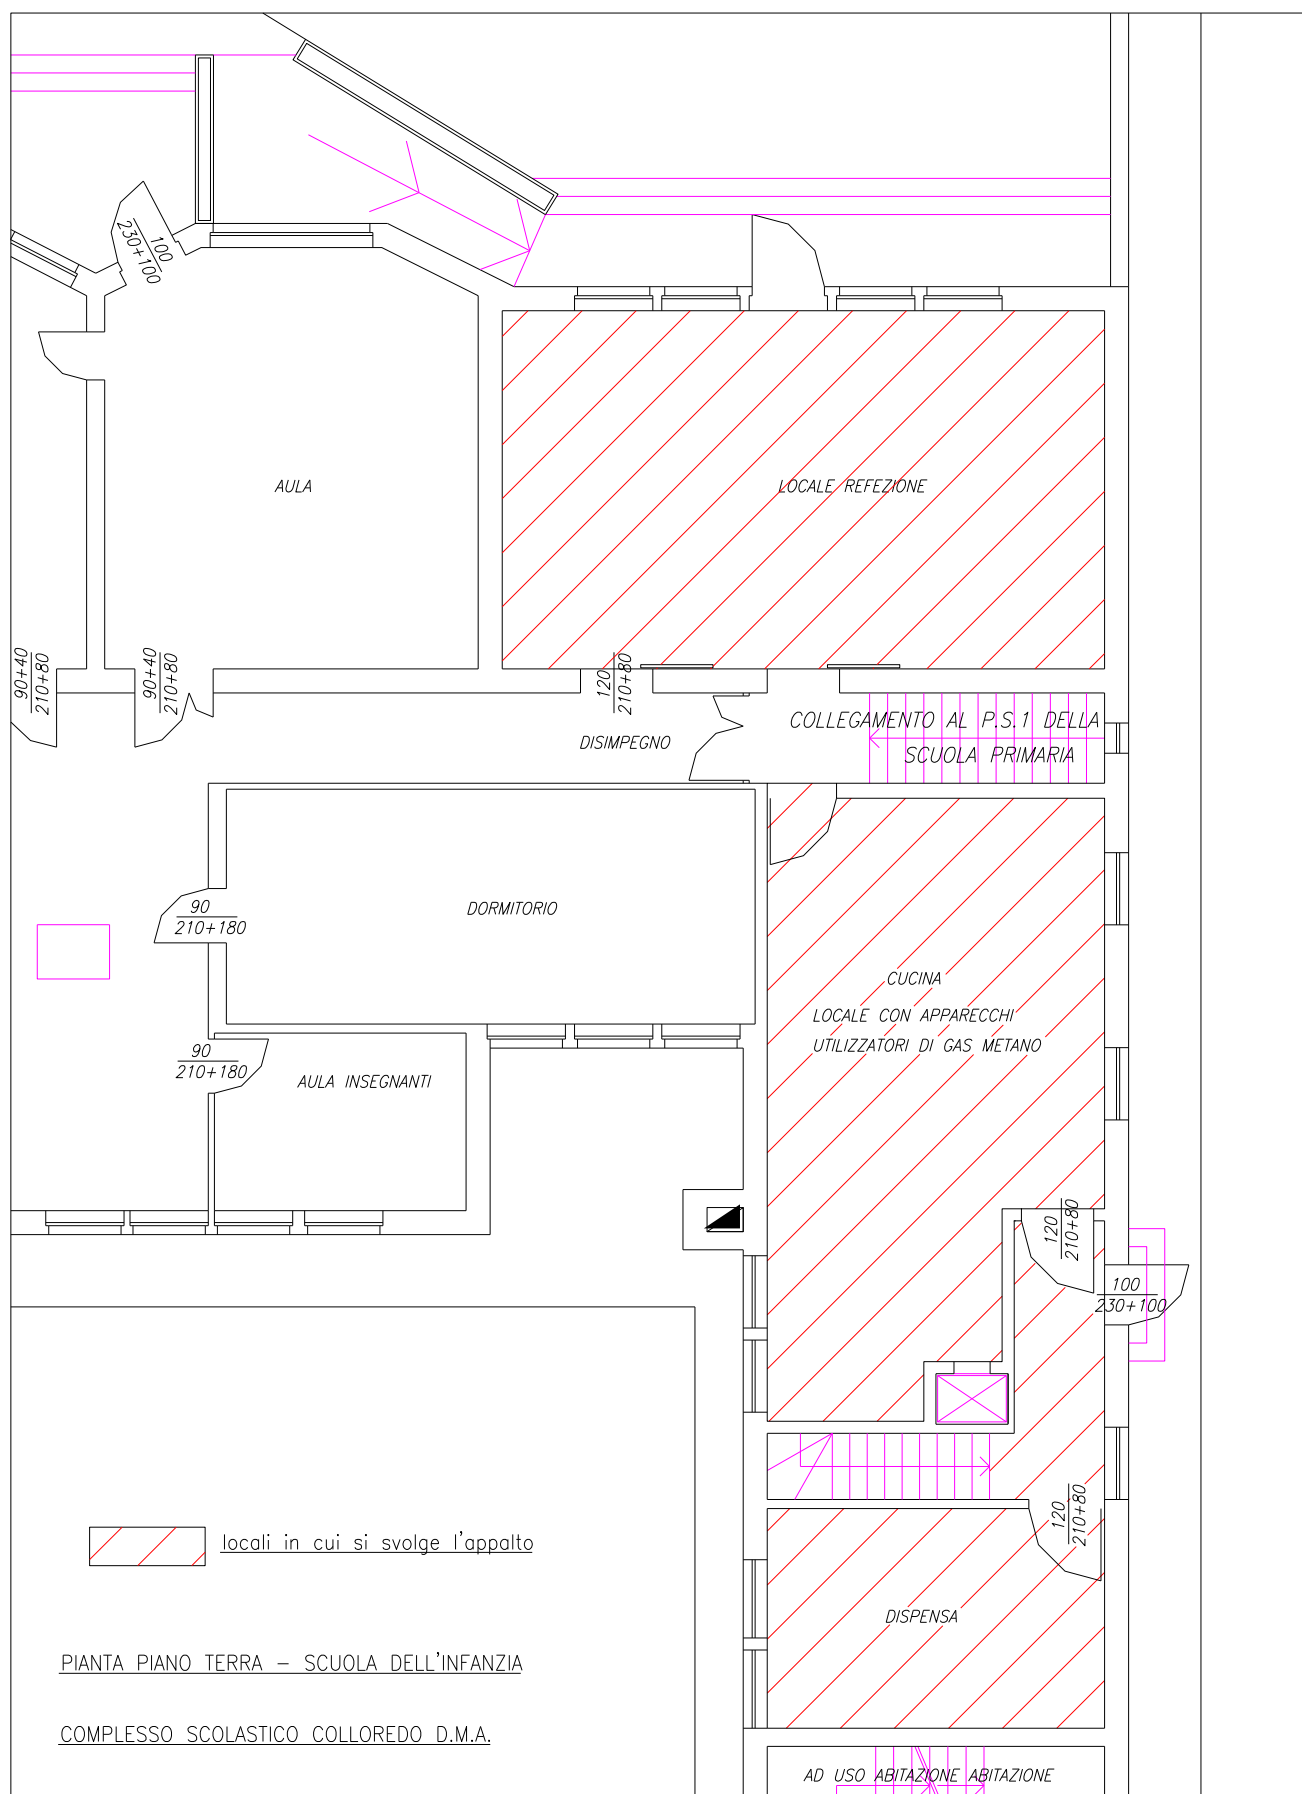 100
230+100
AULA
LOCALE REFEZIONE
90+40
210+80
90+40
210+80
120
210+80
DISIMPEGNO
COLLEGAMENTO AL P.S.1 DELLA
SCUOLA PRIMARIA
90
210+180
DORMITORIO
CUCINA
LOCALE CON APPARECCHI
UTILIZZATORI DI GAS METANO
90
210+180
AULA INSEGNANTI
120
210+80
100
230+100
120
210+80
locali in cui si svolge l'appalto
DISPENSA
PIANTA PIANO TERRA – SCUOLA DELL'INFANZIA
COMPLESSO SCOLASTICO COLLOREDO D.M.A.
AD USO ABITAZIONE ABITAZIONE